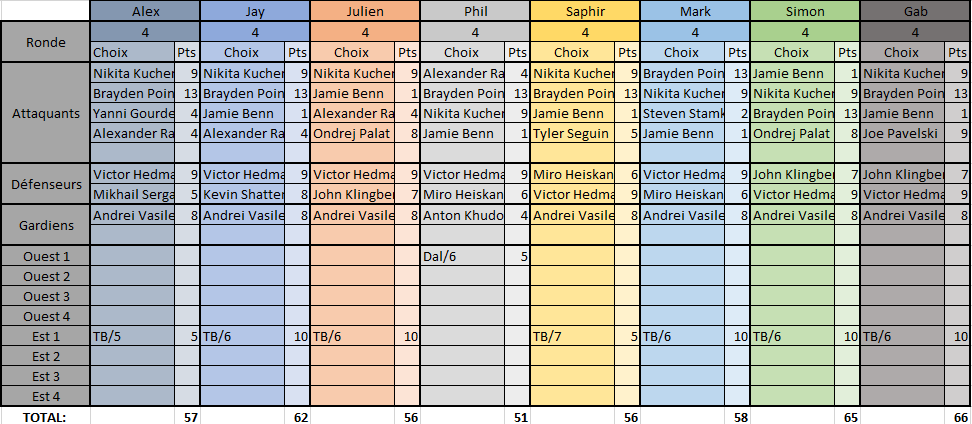 Alex Jay Julien Phil Saphir Mark Simon Gab
Ronde 4 4 4 4 4 4 4 4
Choix Pts Choix Pts Choix Pts Choix Pts Choix Pts Choix Pts Choix Pts Choix Pts
Attaquants
Nikita Kucher 9 Nikita Kucher 9 Nikita Kucher 9 Alexander Ra 4 Nikita Kucher 9 Brayden Poin 13 Jamie Benn 1 Nikita Kucher 9
Brayden Poin 13 Brayden Poin 13 Jamie Benn 1 Brayden Poin 13 Brayden Poin 13 Nikita Kucher 9 Nikita Kucher 9 Brayden Poin 13
Yanni Gourde 4 Jamie Benn 1 Alexander Ra 4 Nikita Kucher 9 Jamie Benn 1 Steven Stamk 2 Brayden Poin 13 Jamie Benn 1
Alexander Ra 4 Alexander Ra 4 Ondrej Palat 8 Jamie Benn 1 Tyler Seguin 5 Jamie Benn 1 Ondrej Palat 8 Joe Pavelski 9
Défenseurs
Victor Hedma 9 Victor Hedma 9 Victor Hedma 9 Victor Hedma 9 Miro Heiskan 6 Victor Hedma 9 John Klingber 7 John Klingber 7
Mikhail Serga 5 Kevin Shatter 8 John Klingber 7 Miro Heiskan 6 Victor Hedma 9 Miro Heiskan 6 Victor Hedma 9 Victor Hedma 9
Gardiens
Andrei Vasile 8 Andrei Vasile 8 Andrei Vasile 8 Anton Khudo 4 Andrei Vasile 8 Andrei Vasile 8 Andrei Vasile 8 Andrei Vasile 8
Ouest 1 Dal/6 5
Ouest 2
Ouest 3
Ouest 4
Est 1 TB/5 5 TB/6 10 TB/6 10 TB/7 5 TB/6 10 TB/6 10 TB/6 10
Est 2
Est 3
Est 4
TOTAL: 57 62 56 51 56 58 65 66